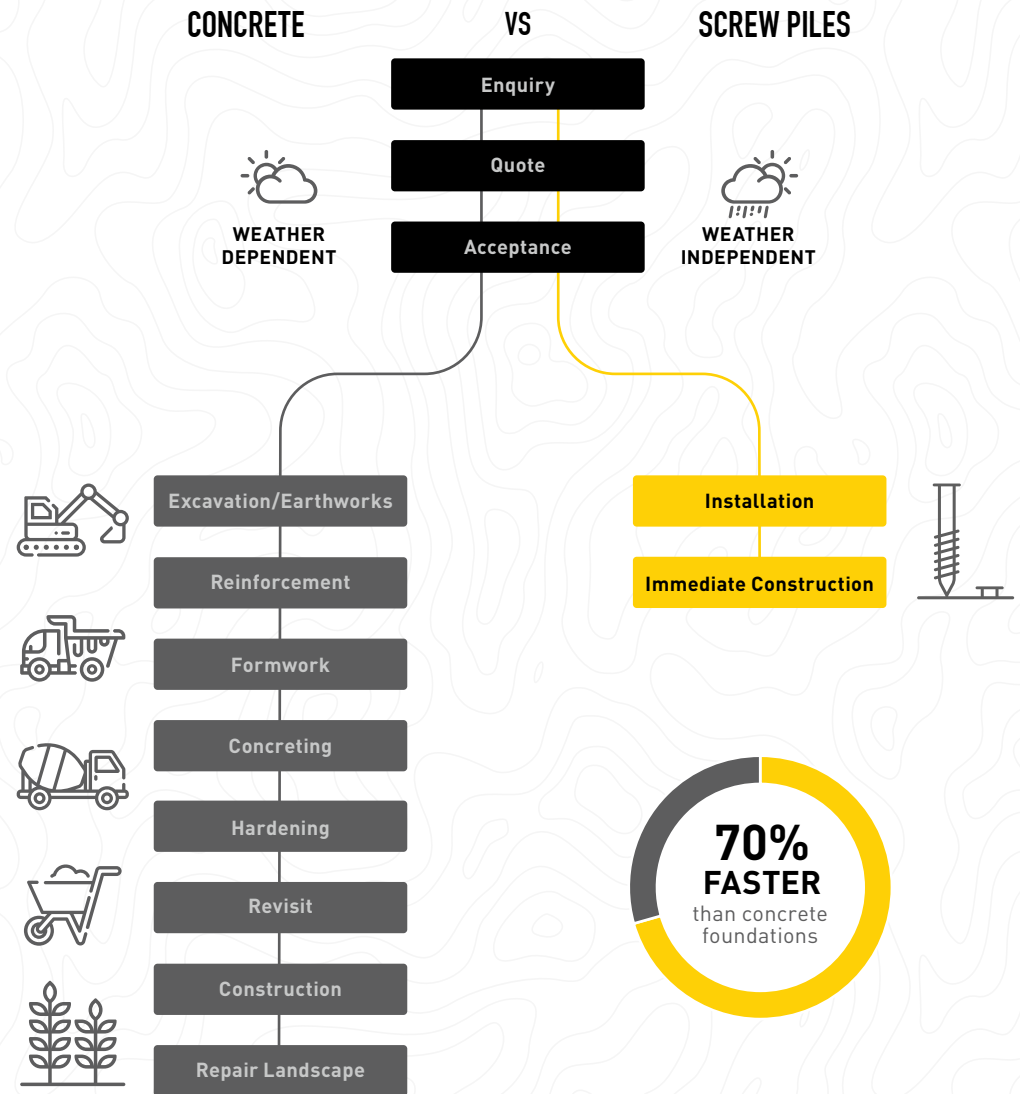 CONCRETE
VS
SCREW PILES
Enquiry
Quote
Acceptance
WEATHER
DEPENDENT
WEATHER
INDEPENDENT
Excavation/Earthworks
Reinforcement
Formwork
Concreting
Hardening
Revisit
Construction
Repair Landscape
Installation
Immediate Construction
70%
FASTER
than concrete
foundations